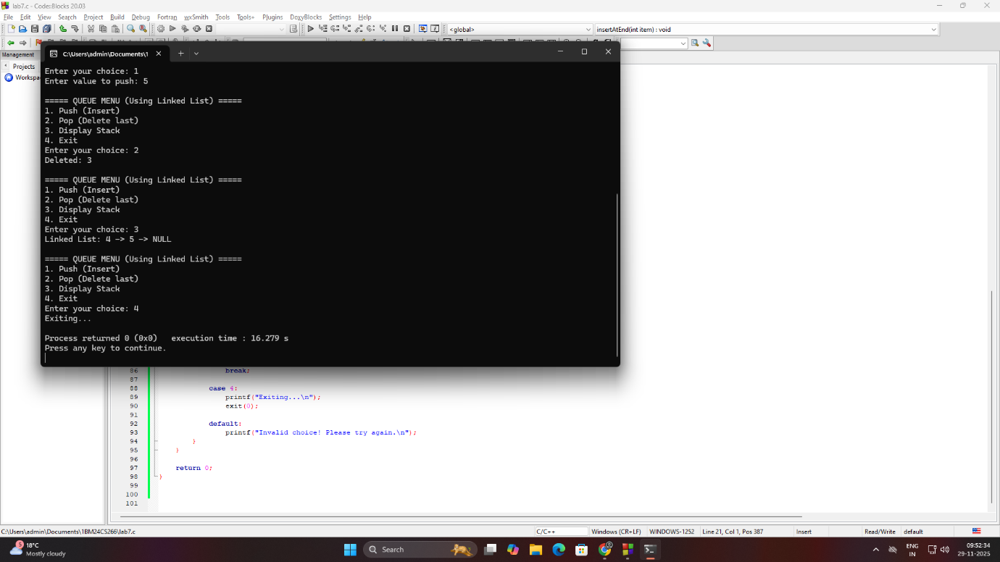 lab7.c - Code::Blocks 20.03
File Edit View Search Project Build Debug Fortran wxSmith Tools Tools+ Plugins DoxyBlocks Settings Help
<global>
insertAtEnd(int item) : void
Management
Projects
C:\Users\admin\Documents\1
Enter your choice: 1
Enter value to push: 5
===== QUEUE MENU (Using Linked List) =====
1. Push (Insert)
2. Pop (Delete last)
3. Display Stack
4. Exit
Enter your choice: 2
Deleted: 3
===== QUEUE MENU (Using Linked List) =====
1. Push (Insert)
2. Pop (Delete last)
3. Display Stack
4. Exit
Enter your choice: 3
Linked List: 4 -> 5 -> NULL
===== QUEUE MENU (Using Linked List) =====
1. Push (Insert)
2. Pop (Delete last)
3. Display Stack
4. Exit
Enter your choice: 4
Exiting...
Process returned 0 (0x0)   execution time : 16.279 s
Press any key to continue.
86 break;
87
88 case 4:
89 printf("Exiting...\n");
90 exit(0);
91
92 default:
93 printf("Invalid choice! Please try again.\n");
94 }
95 }
96
97 return 0;
98 }
99
100
101
C:\Users\admin\Documents\1BM24CS266\lab7.c C/C++ Windows (CR+LF) WINDOWS-1252 Line 21, Col 1, Pos 387 Insert Read/Write default
5
18°C
Mostly cloudy
Search
ENG
IN
09:52:34
29-11-2025